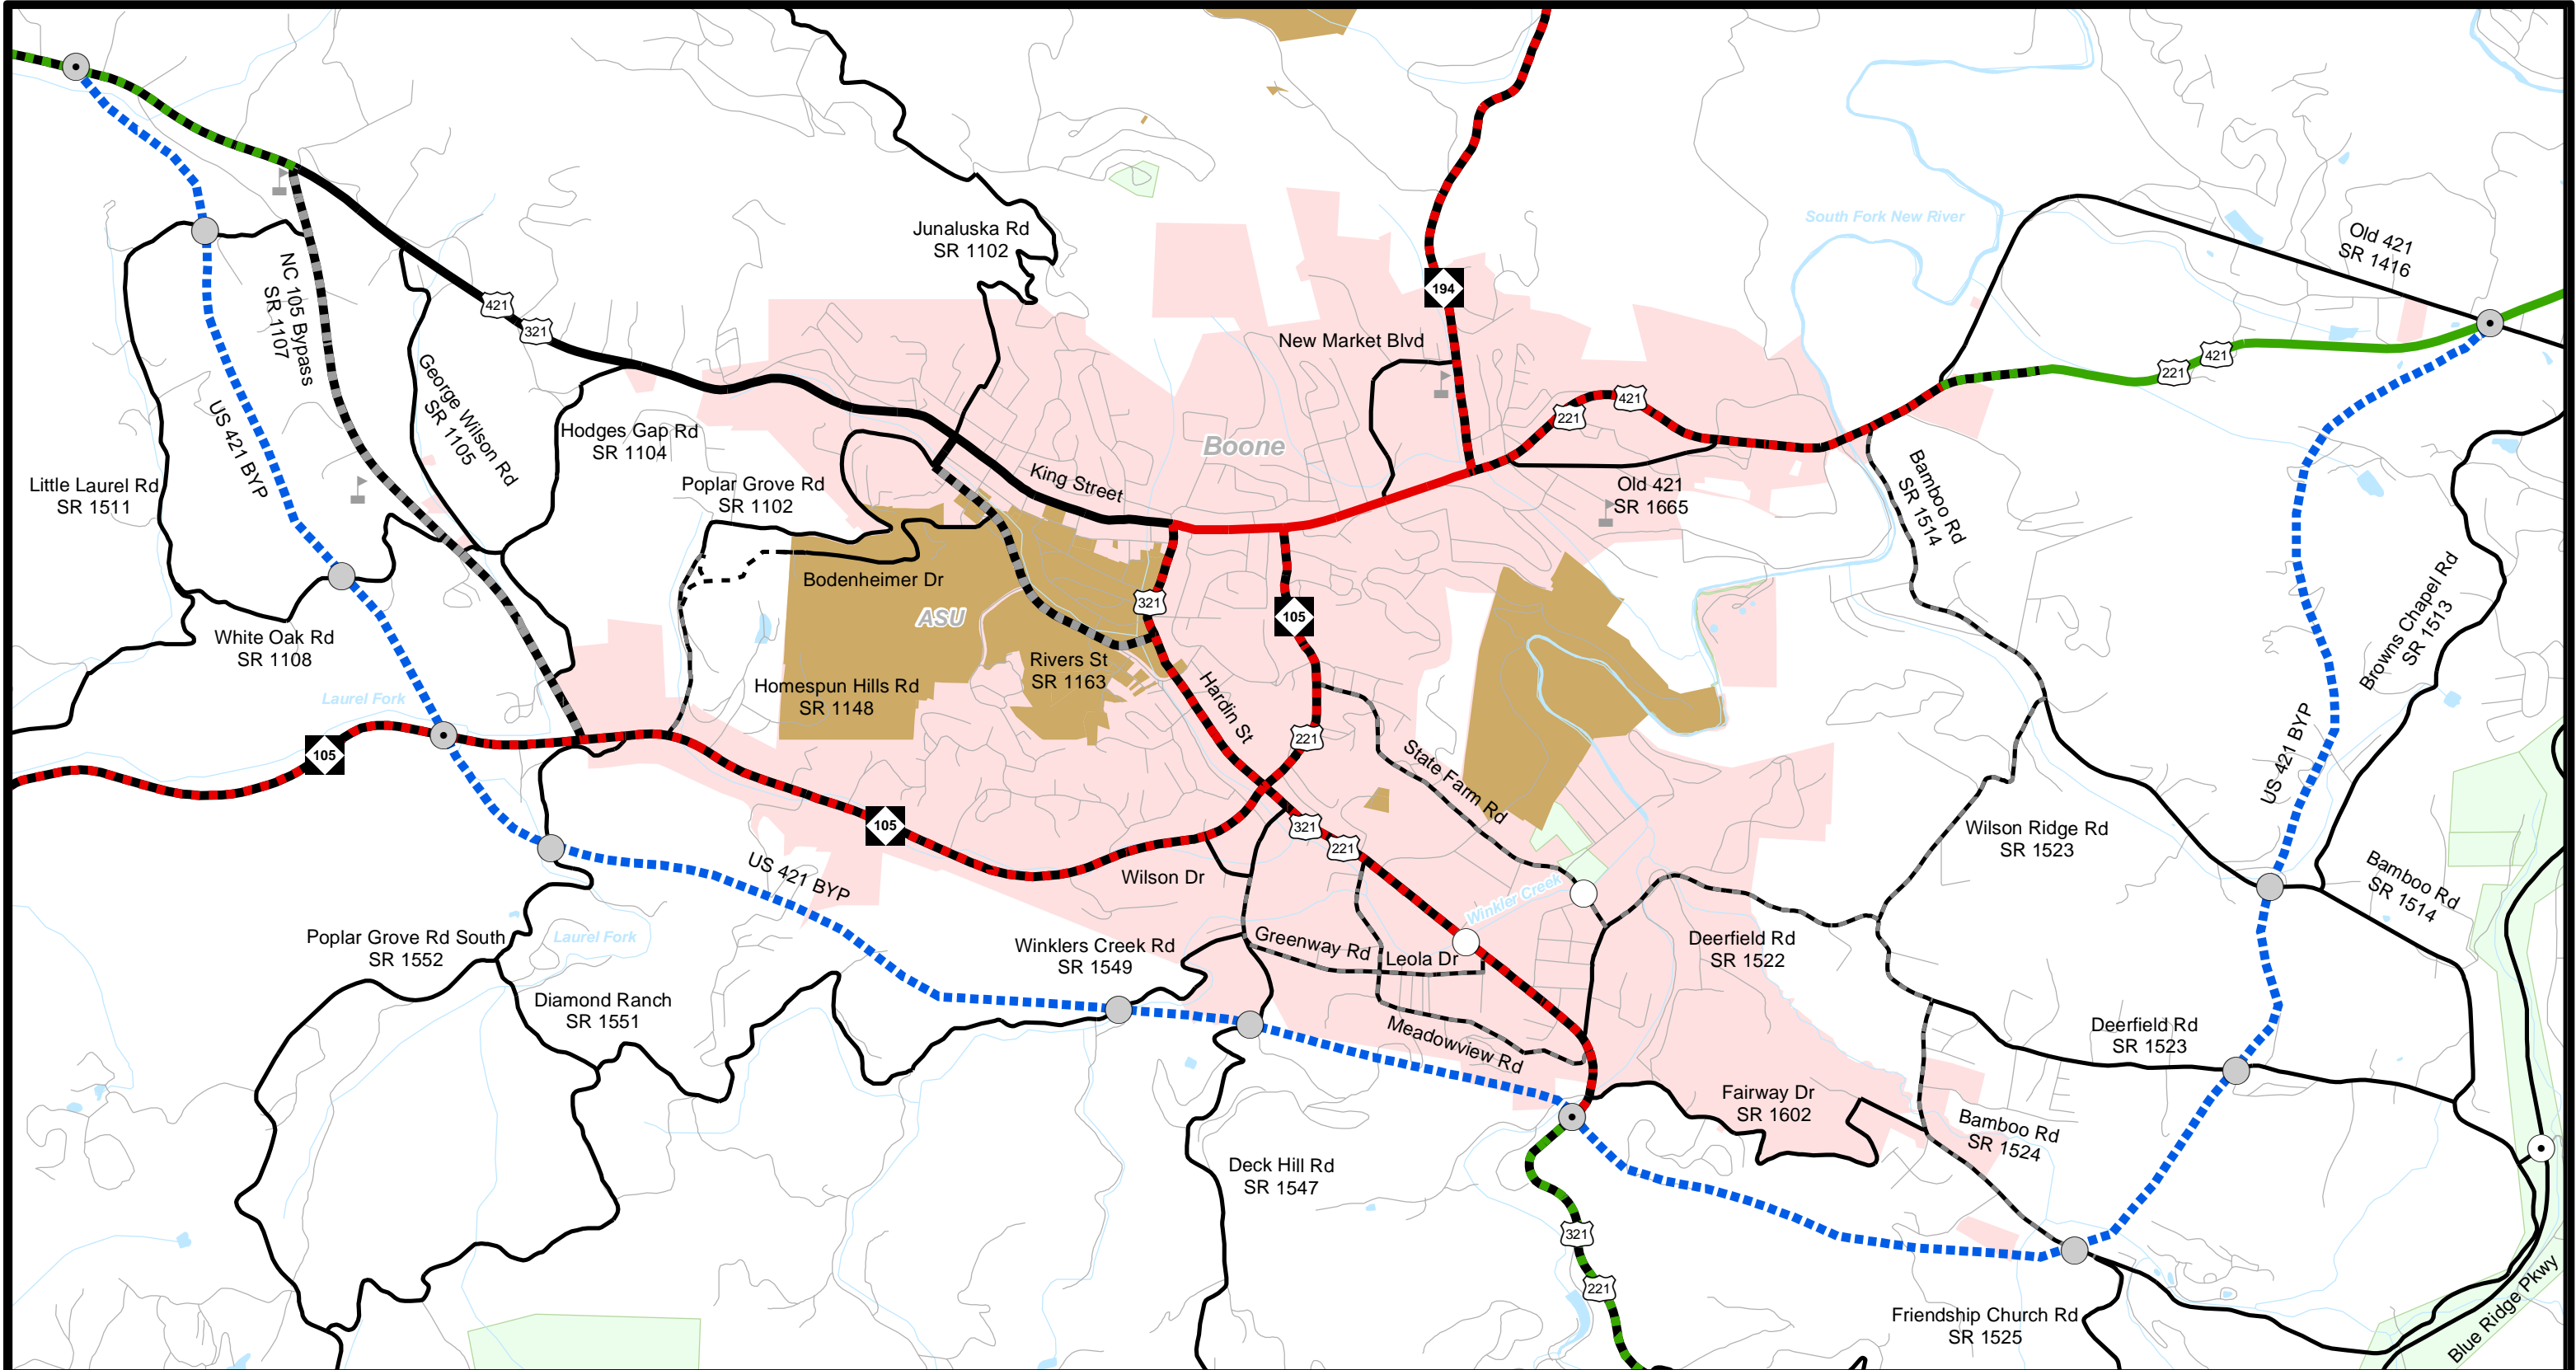 South Fork New River
Old 421
SR 1416
Junaluska Rd
SR 1102
NC 105 Bypass
SR 1107
194
421
321
New Market Blvd
221
421
George Wilson Rd
SR 1105
US 421 BYP
Hodges Gap Rd
SR 1104
221
421
Boone
King Street
Little Laurel Rd
SR 1511
Poplar Grove Rd
SR 1102
Old 421
SR 1665
Bamboo Rd
SR 1514
Bodenheimer Dr
ASU
321
105
Browns Chapel Rd
SR 1513
White Oak Rd
SR 1108
Rivers St
SR 1163
Homespun Hills Rd
SR 1148
Laurel Fork
Hardin St
105
221
State Farm Rd
US 421 BYP
105
321
221
Wilson Ridge Rd
SR 1523
US 421 BYP
Wilson Dr
Winkler Creek
Bamboo Rd
SR 1514
Poplar Grove Rd South
SR 1552
Laurel Fork
Winklers Creek Rd
SR 1549
Greenway Rd
Leola Dr
Deerfield Rd
SR 1522
Diamond Ranch
SR 1551
Meadowview Rd
Deerfield Rd
SR 1523
Fairway Dr
SR 1602
Bamboo Rd
SR 1524
Deck Hill Rd
SR 1547
321
221
Friendship Church Rd
SR 1525
Blue Ridge Pkwy